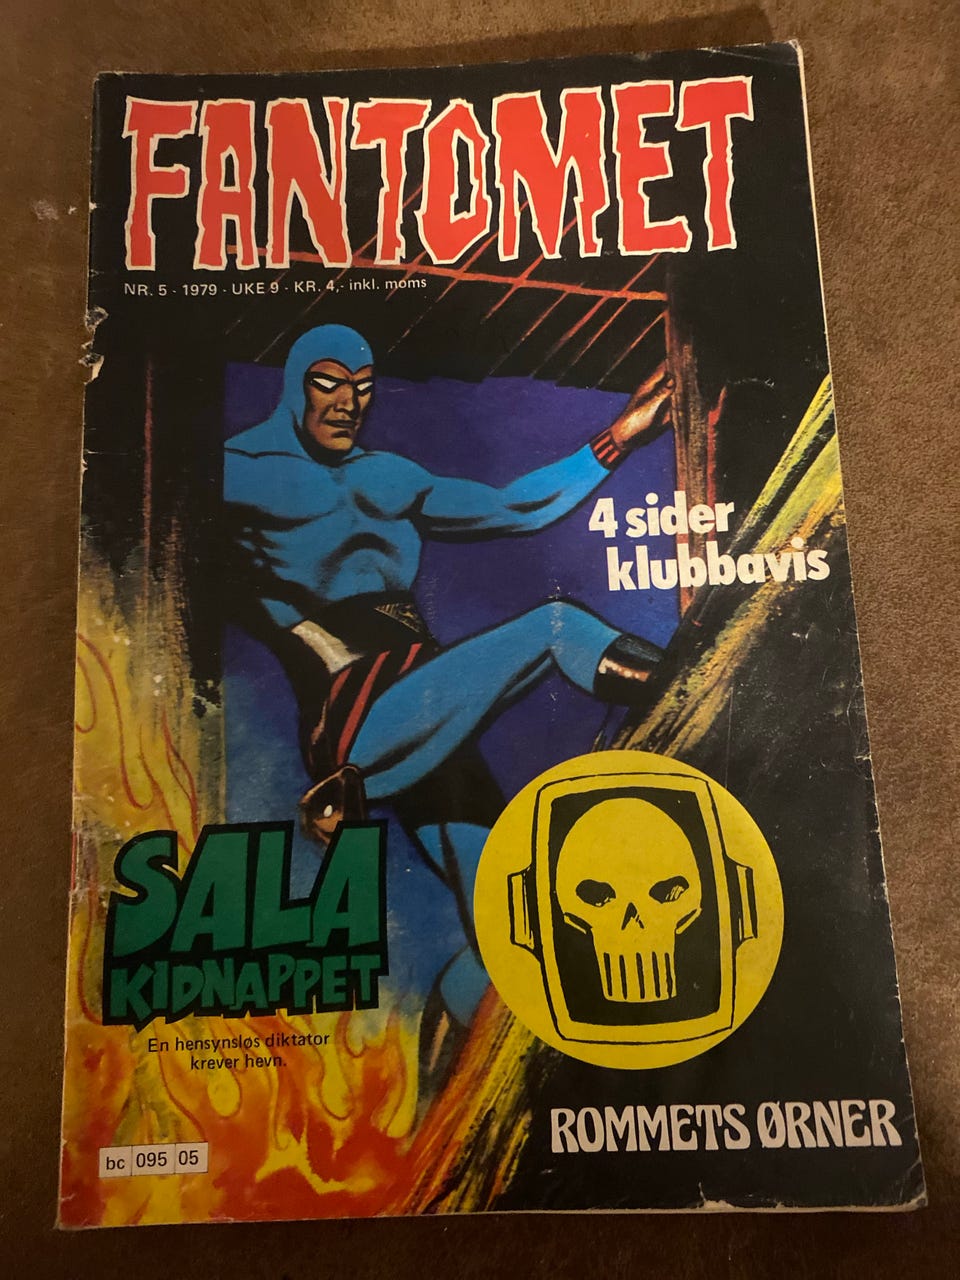 FANTOMET
NR. 5 - 1979 - UKE 9 - KR. 4,- inkl. moms
4 sider
klubbavis
SALA
KIDNAPPET
En hensynsløs diktator
krever hevn.
ROMMETS ØRNER
bc 095 05